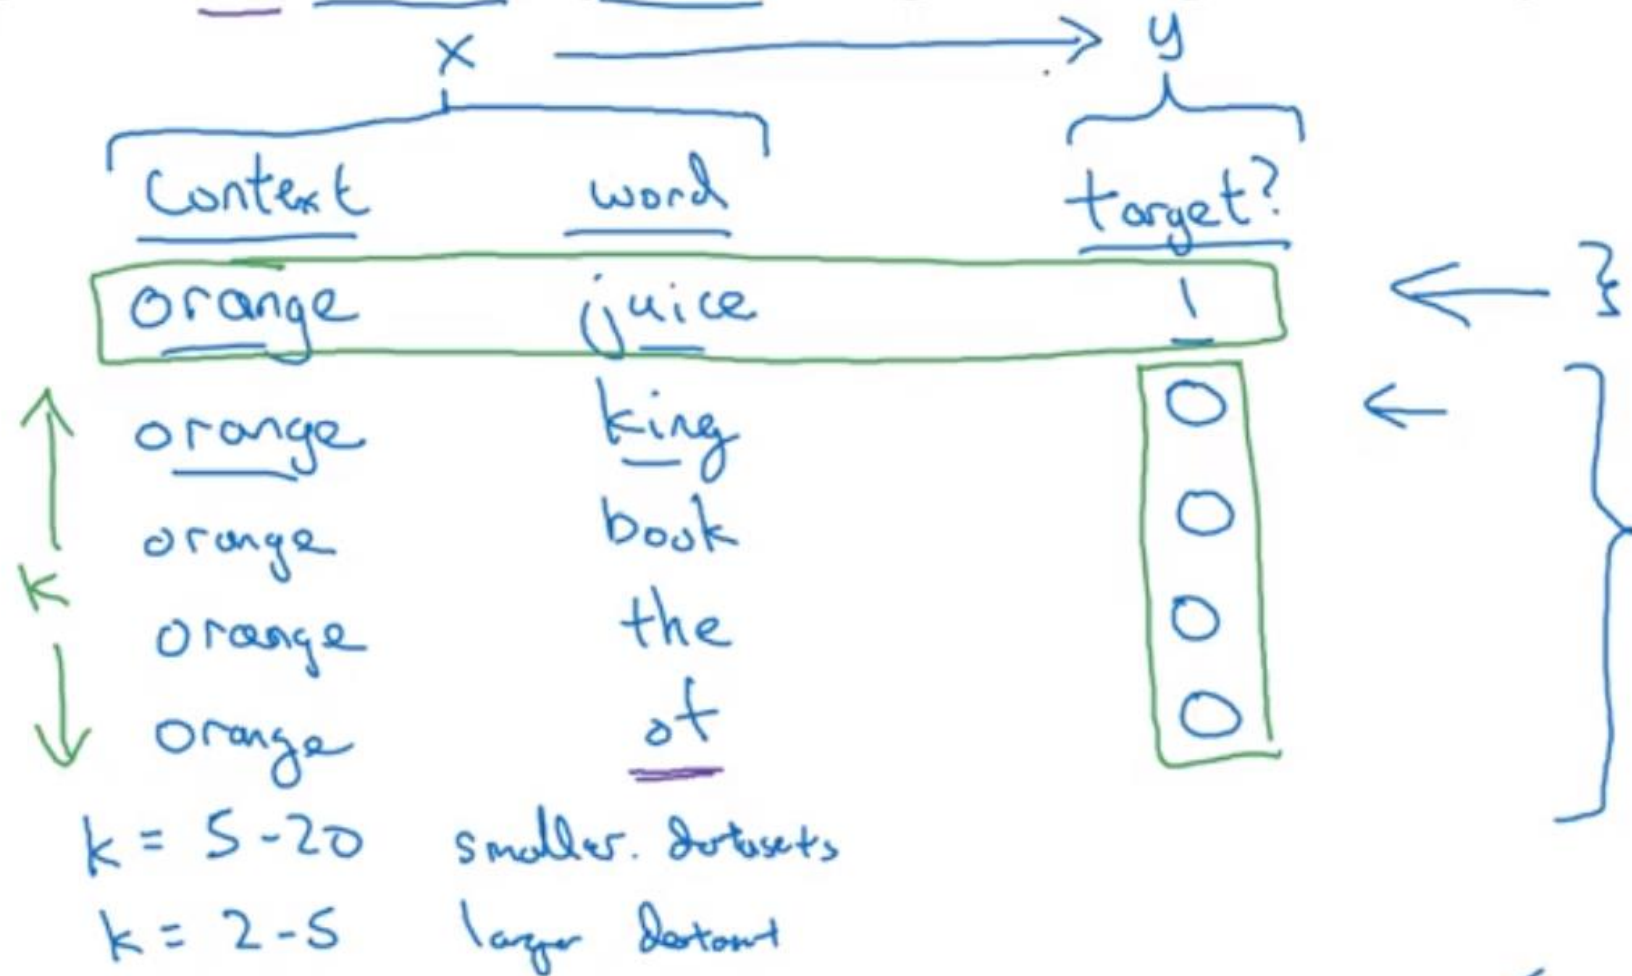 x y
Context word target?
orange juice 1
orange king 0
orange book 0
orange the 0
orange of 0
k
k = 5-20 smaller. datasets
k = 2-5 larger dataset